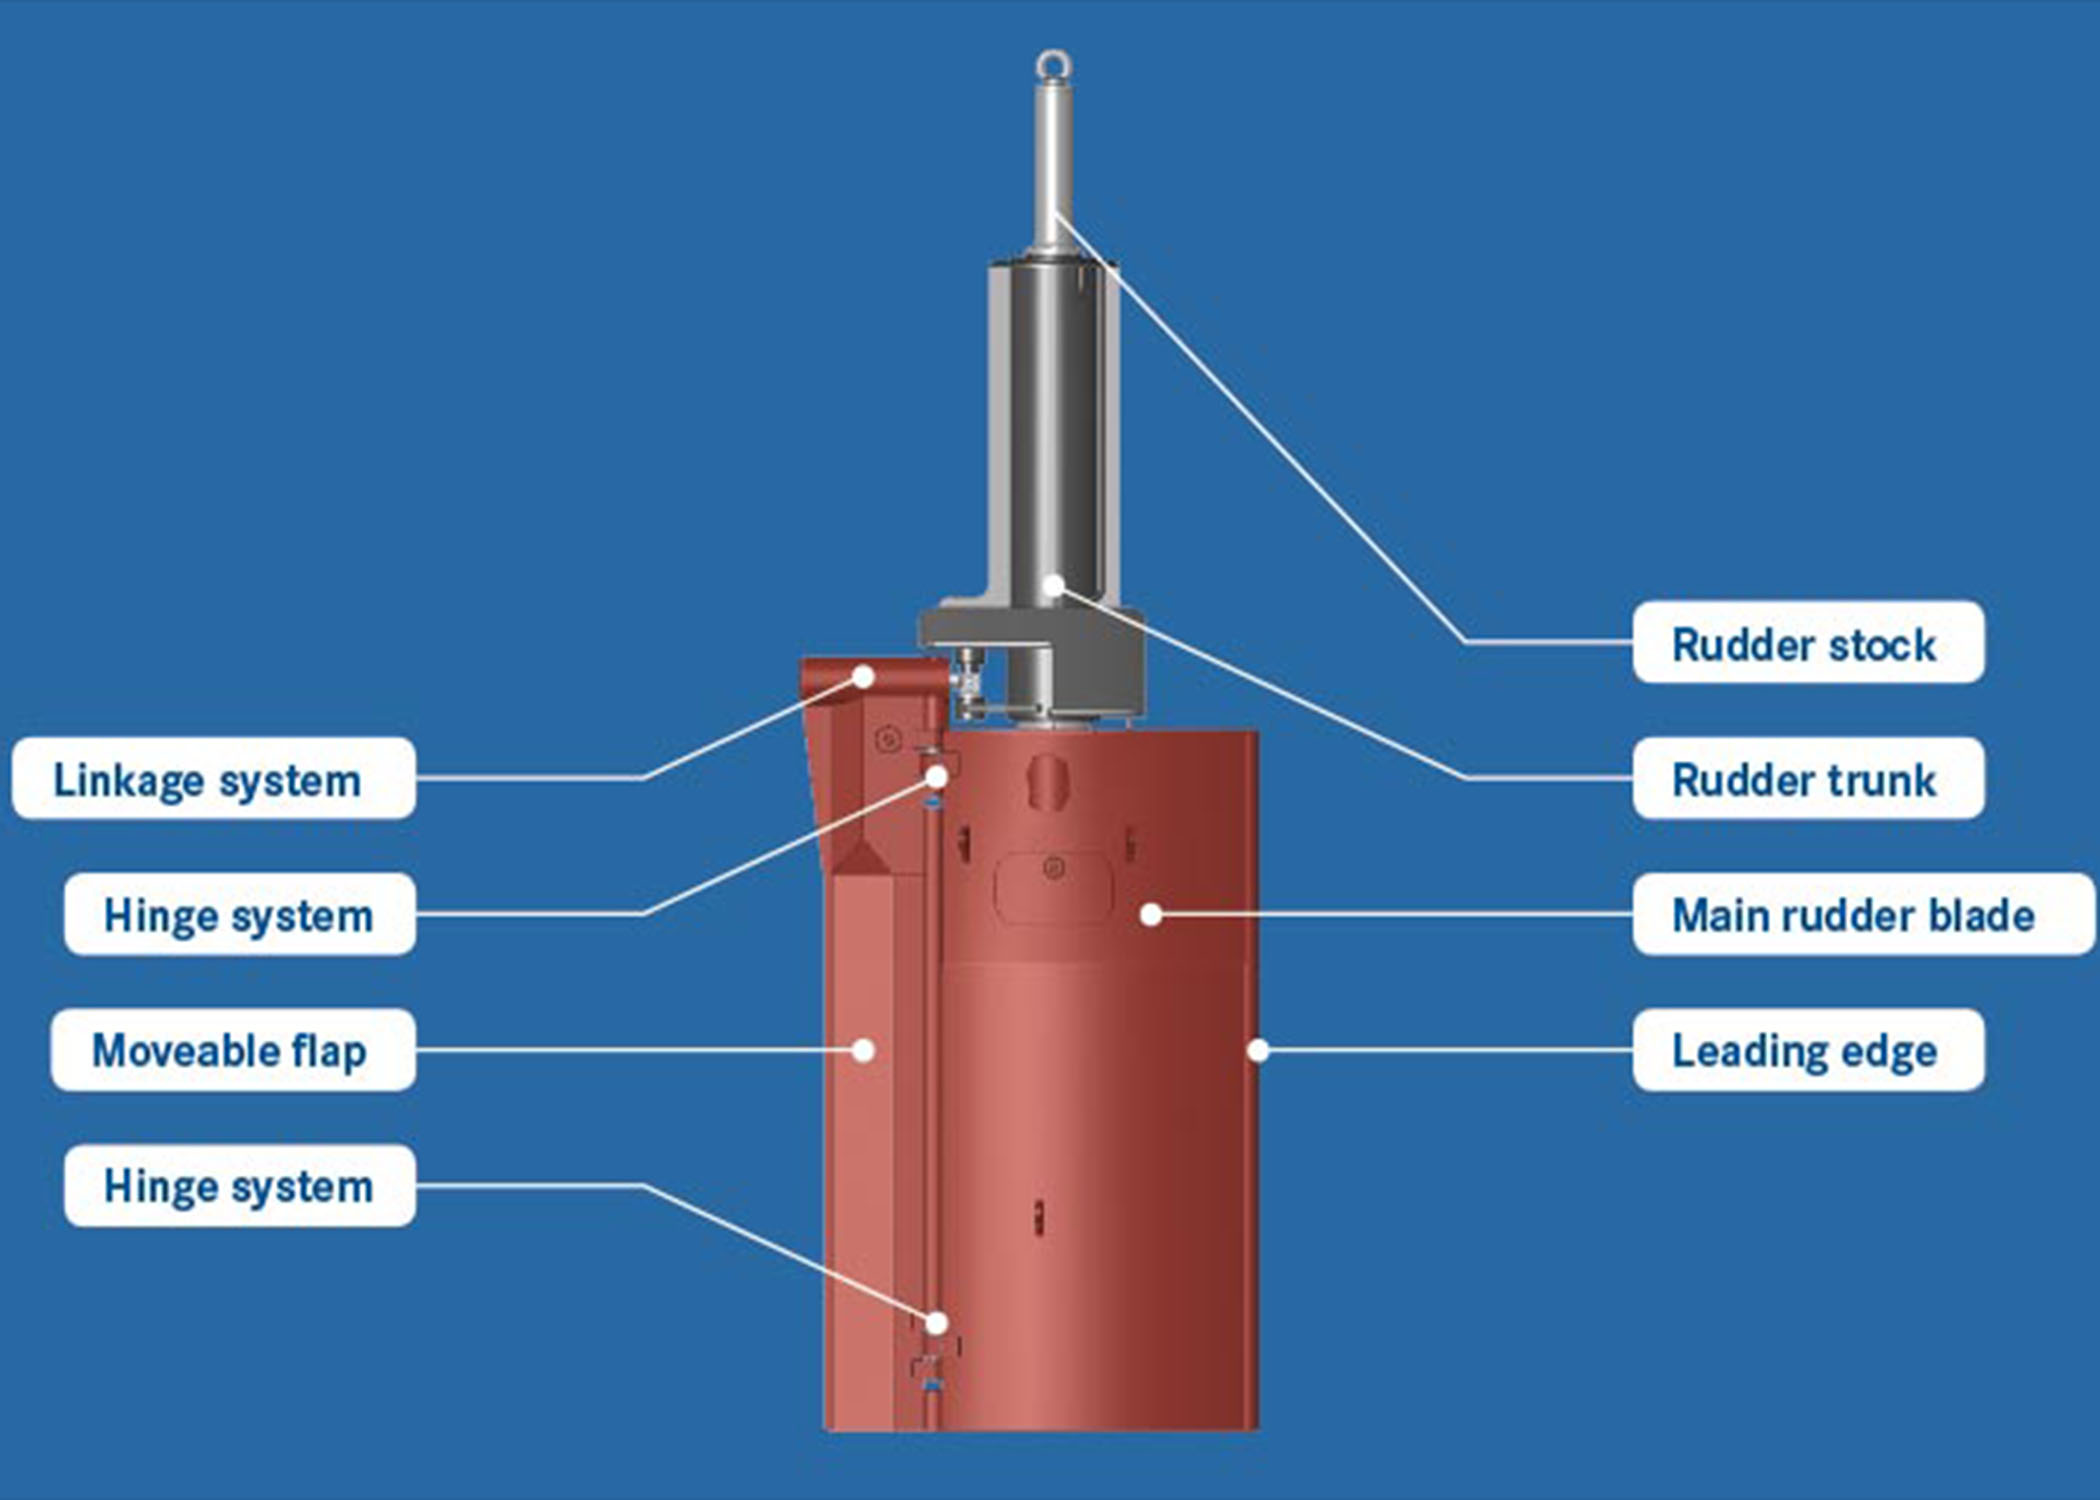 Rudder stock
Linkage system
Rudder trunk
Hinge system
Main rudder blade
Moveable flap
Leading edge
Hinge system